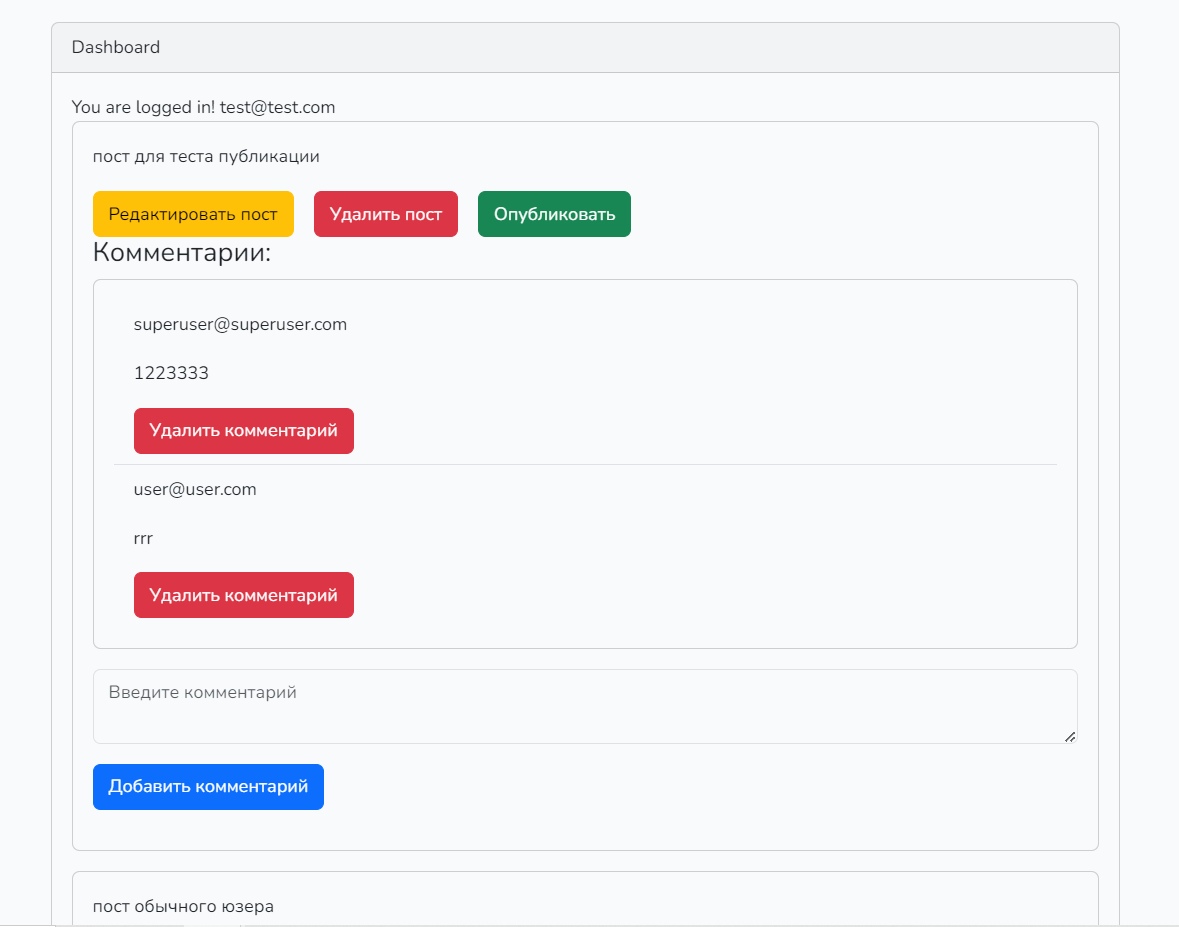 Dashboard
You are logged in! test@test.com
пост для теста публикации
Редактировать пост Удалить пост Опубликовать
Комментарии:
superuser@superuser.com
1223333
Удалить комментарий
user@user.com
rrr
Удалить комментарий
Введите комментарий
Добавить комментарий
пост обычного юзера